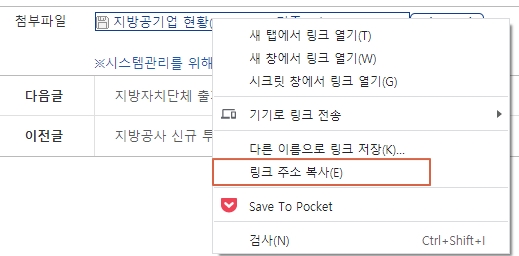 첨부파일
지방공기업 현황(
※시스템관리를 위해
다음글 지방자치단체 출
이전글 지방공사 신규 투
새 탭에서 링크 열기(T)
새 창에서 링크 열기(W)
시크릿 창에서 링크 열기(G)
기기로 링크 전송
다른 이름으로 링크 저장(K)...
링크 주소 복사(E)
Save To Pocket
검사(N) Ctrl+Shift+I